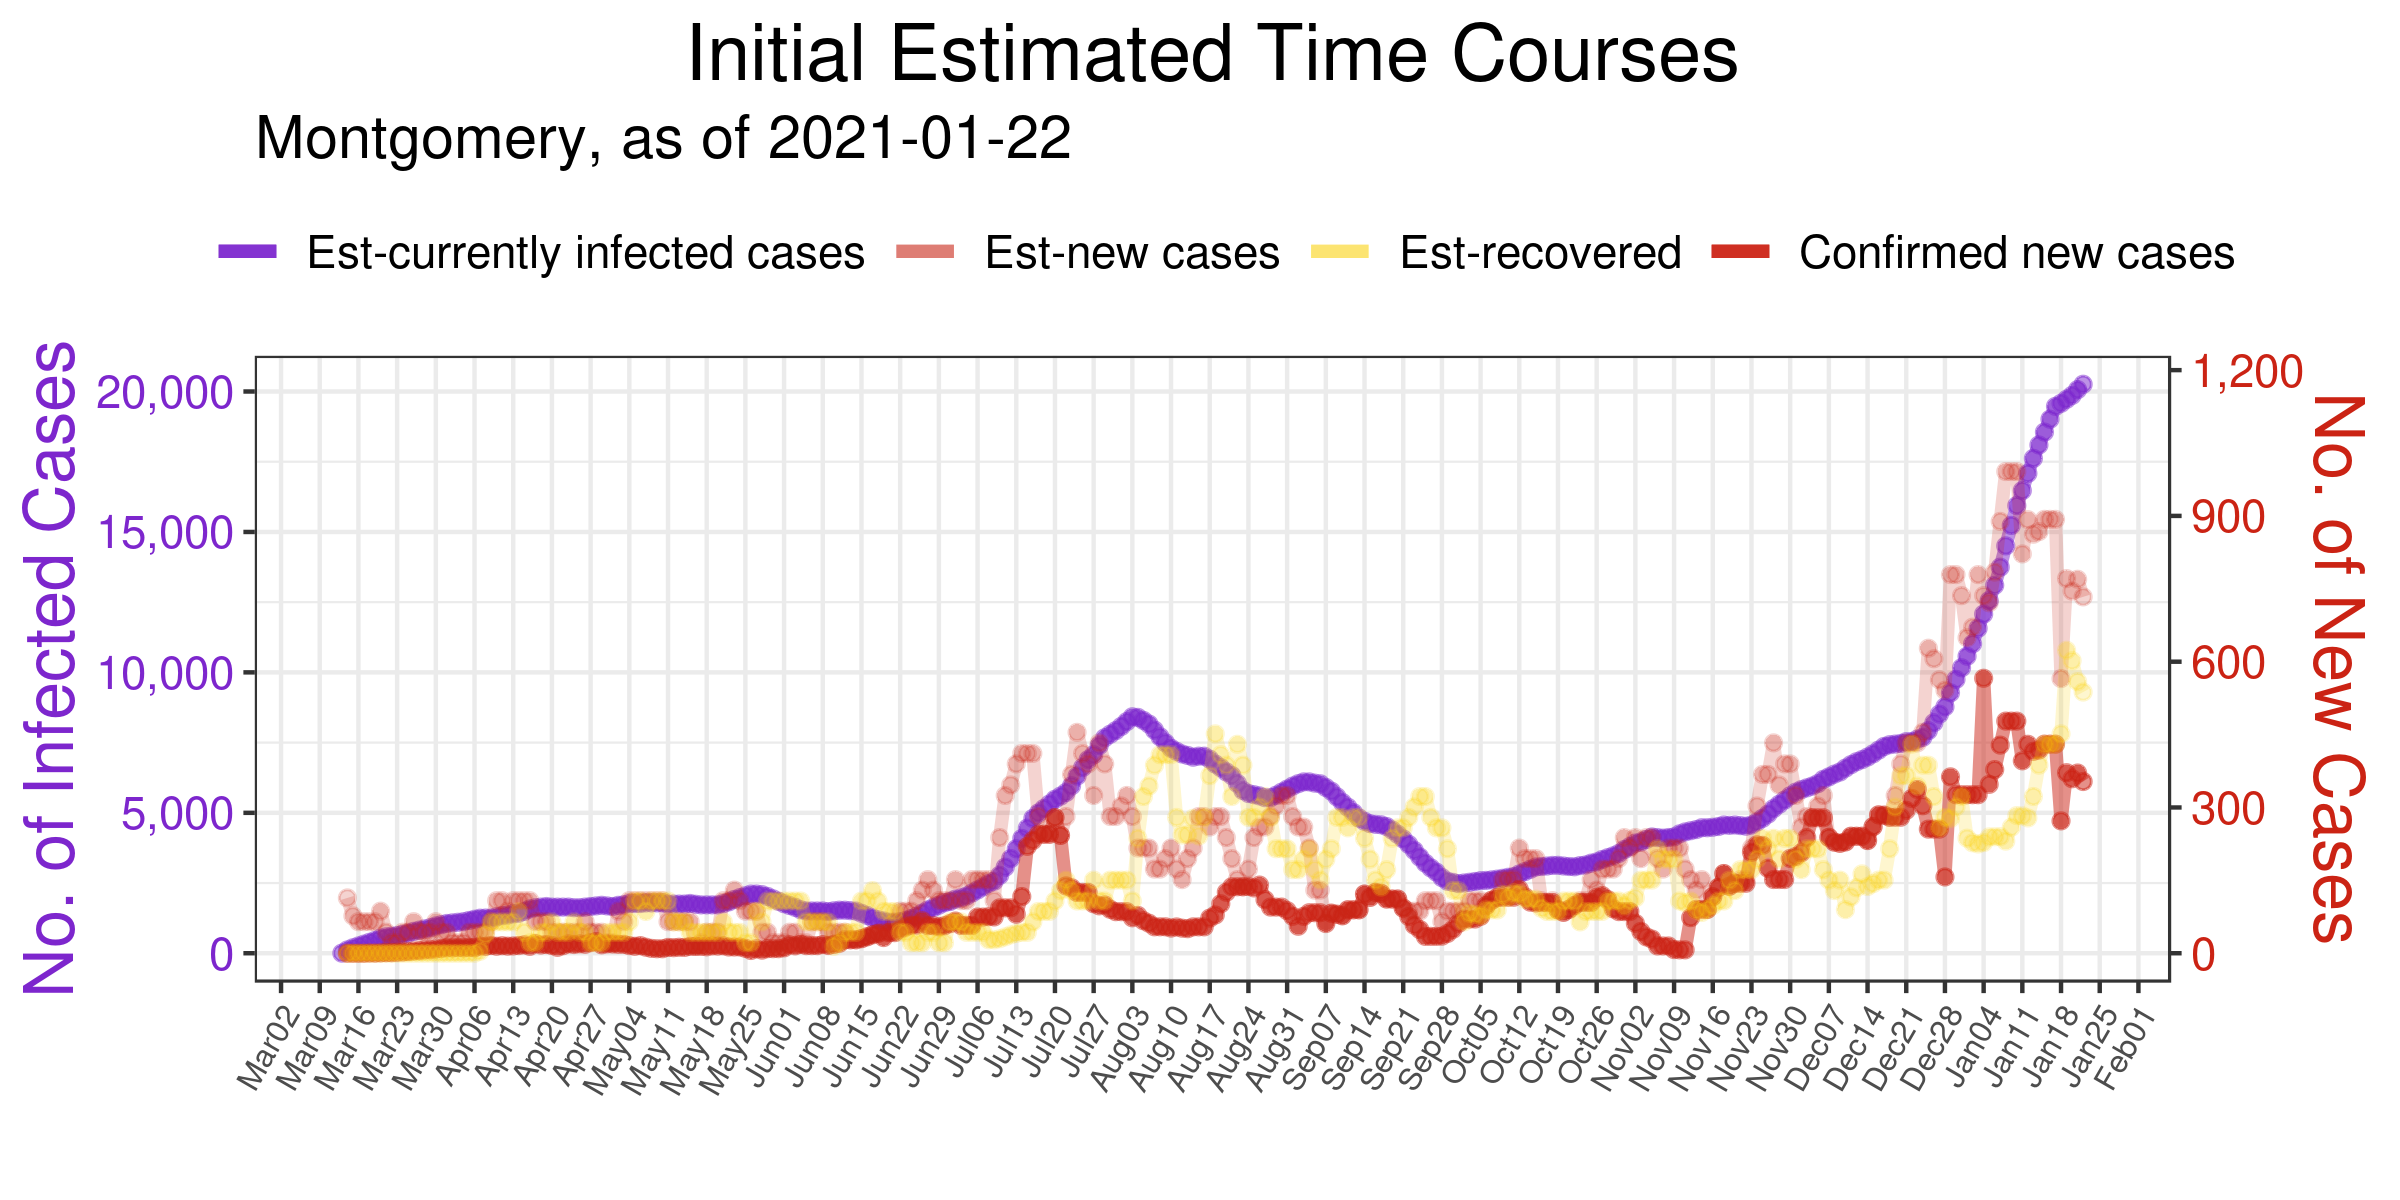 Initial Estimated Time Courses
Montgomery, as of 2021-01-22
Est-currently infected cases Est-new cases Est-recovered Confirmed new cases
No. of Infected Cases
20,000
15,000
10,000
5,000
0
1,200
900
600
300
0
No. of New Cases
Mar02 Mar09 Mar16 Mar23 Mar30 Apr06 Apr13 Apr20 Apr27 May04 May11 May18 May25 Jun01 Jun08 Jun15 Jun22 Jun29 Jul06 Jul13 Jul20 Jul27 Aug03 Aug10 Aug17 Aug24 Aug31 Sep07 Sep14 Sep21 Sep28 Oct05 Oct12 Oct19 Oct26 Nov02 Nov09 Nov16 Nov23 Nov30 Dec07 Dec14 Dec21 Dec28 Jan04 Jan11 Jan18 Jan25 Feb01